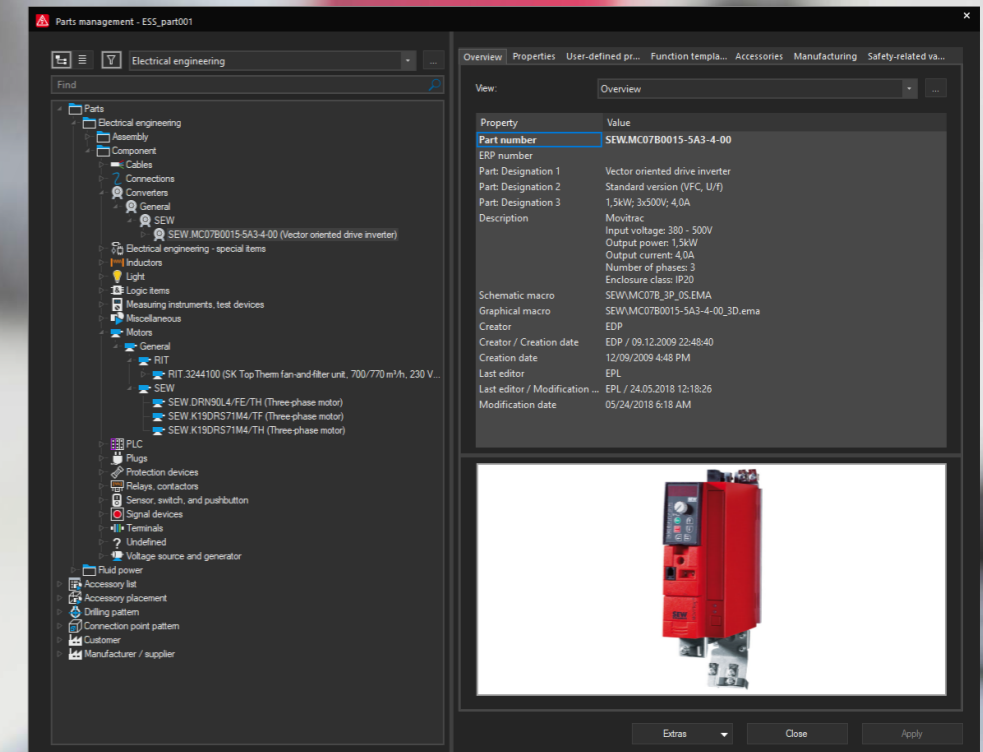 Parts management - ESS_part001
Electrical engineering
...
Find
Parts
Electrical engineering
Assembly
Component
Cables
Connections
Converters
General
SEW
SEW.MC07B0015-5A3-4-00 (Vector oriented drive inverter)
Electrical engineering - special items
Inductors
Light
Logic items
Measuring instruments, test devices
Miscellaneous
Motors
General
RIT
RIT.3244100 (SK TopTherm fan-and-filter unit, 700/770 m³/h, 230 V...
SEW
SEW.DRN90L4/FE/TH (Three-phase motor)
SEW.K19DRS71M4/TF (Three-phase motor)
SEW.K19DRS71M4/TH (Three-phase motor)
PLC
Plugs
Protection devices
Relays, contactors
Sensor, switch, and pushbutton
Signal devices
Terminals
Undefined
Voltage source and generator
Fluid power
Accessory list
Accessory placement
Drilling pattern
Connection point pattern
Customer
Manufacturer / supplier
Overview Properties User-defined pr... Function templa... Accessories Manufacturing Safety-related va...
View: Overview ...
Property Value
Part number SEW.MC07B0015-5A3-4-00
ERP number
Part: Designation 1 Vector oriented drive inverter
Part: Designation 2 Standard version (VFC, U/f)
Part: Designation 3 1,5kW; 3x500V; 4,0A
Description Movitrac
Input voltage: 380 - 500V
Output power: 1,5kW
Output current: 4,0A
Number of phases: 3
Enclosure class: IP20
Schematic macro SEW\MC07B_3P_0S.EMA
Graphical macro SEW\MC07B0015-5A3-4-00_3D.ema
Creator EDP
Creator / Creation date EDP / 09.12.2009 22:48:40
Creation date 12/09/2009 4:48 PM
Last editor EPL
Last editor / Modification ... EPL / 24.05.2018 12:18:26
Modification date 05/24/2018 6:18 AM
SEW
Extras Close Apply